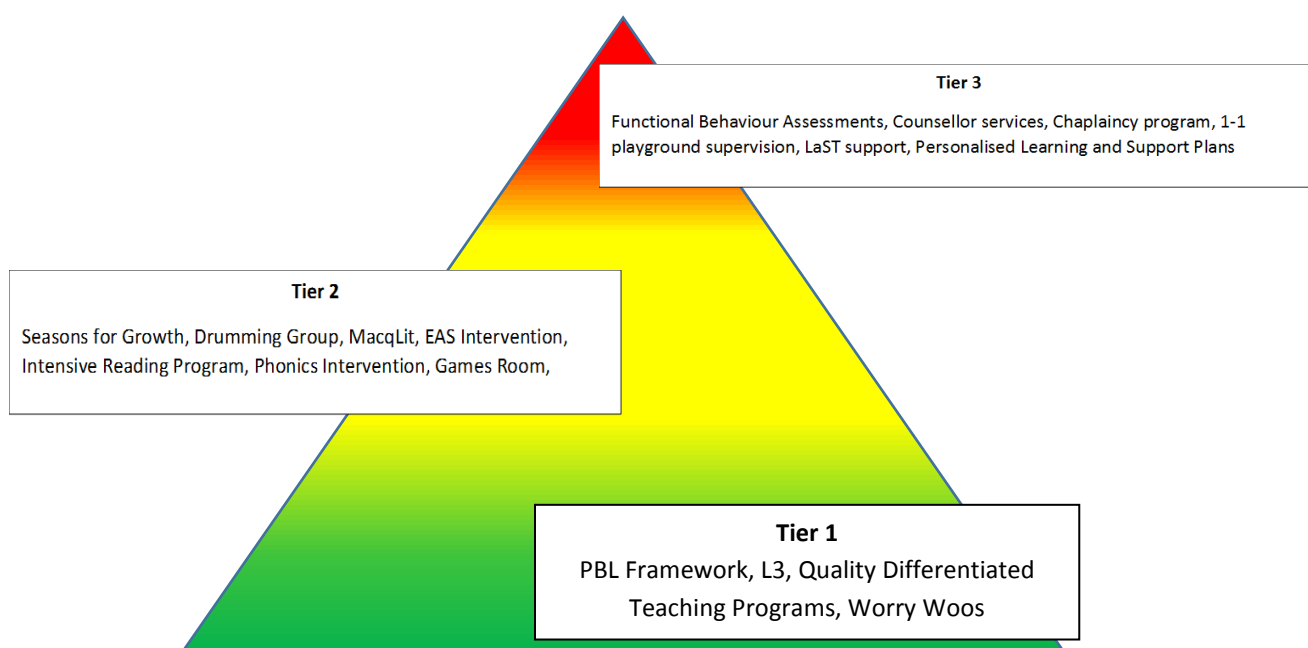 Tier 3
Functional Behaviour Assessments, Counsellor services, Chaplaincy program, 1-1
playground supervision, LaST support, Personalised Learning and Support Plans
Tier 2
Seasons for Growth, Drumming Group, MacqLit, EAS Intervention,
Intensive Reading Program, Phonics Intervention, Games Room,
Tier 1
PBL Framework, L3, Quality Differentiated
Teaching Programs, Worry Woos